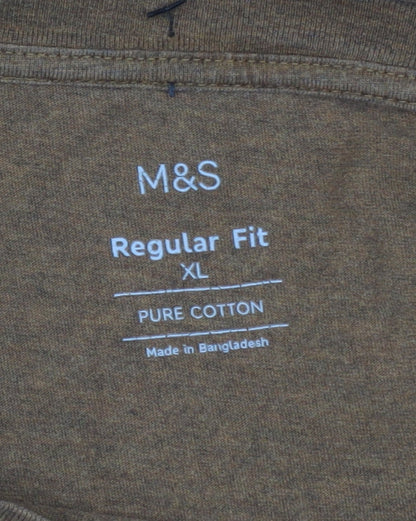 M&S
Regular Fit
XL
PURE COTTON
Made in Bangladesh